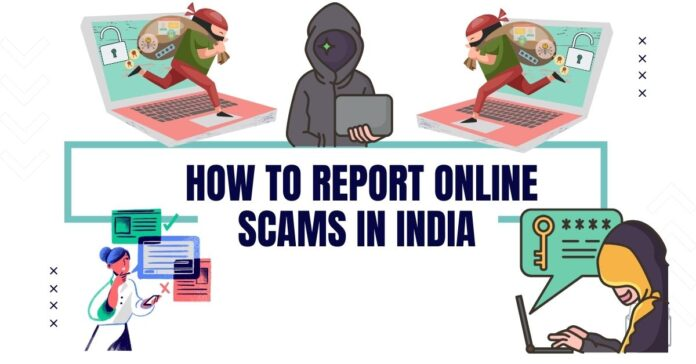 HOW TO REPORT ONLINE
SCAMS IN INDIA
****